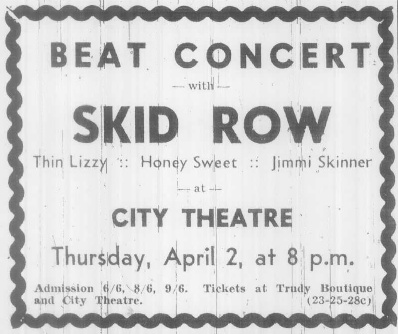 BEAT CONCERT
— with —
SKID ROW
Thin Lizzy :: Honey Sweet :: Jimmi Skinner
— at —
CITY THEATRE
Thursday, April 2, at 8 p.m.
Admission 6/6, 8/6, 9/6. Tickets at Trudy Boutique
and City Theatre. (23-25-28c)